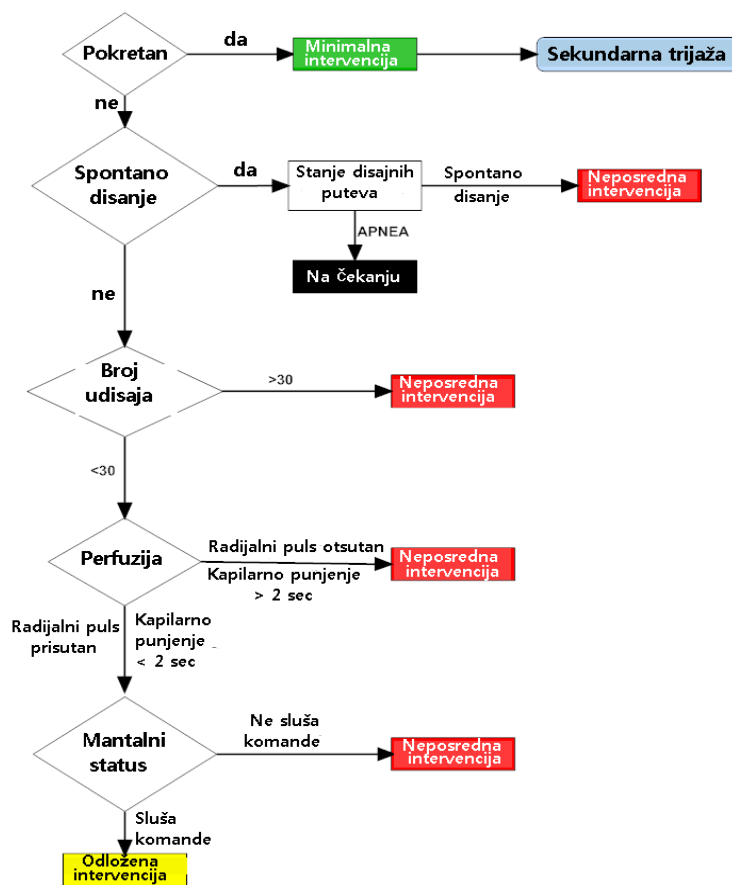 Pokretan
da
Minimalna
intervencija
Sekundarna trijaža
ne
Spontano
disanje
da
Stanje disajnih
puteva
Spontano
disanje
Neposredna
intervencija
APNEA
Na čekanju
ne
Broj
udisaja
>30
Neposredna
intervencija
<30
Perfuzija
Radijalni puls otsutan
Kapilarno punjenje
> 2 sec
Neposredna
intervencija
Radijalni puls
prisutan
Kapilarno
punjenje
< 2 sec
Mantalni
status
Ne sluša
komande
Neposredna
intervencija
Sluša
komande
Odložena
intervencija